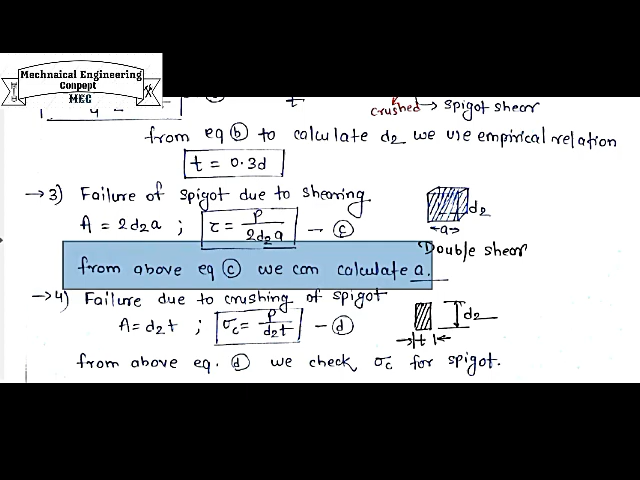 Mechnaical Engineering
Conpept
MEC
crushed → spigot shear
from eq ⓑ to calculate d₂ we use empirical relation
t = 0.3d
→ 3) Failure of spigot due to shearing
A = 2d₂a ; τ = P / 2d₂a — ⓒ
d₂
a
Double shear
from above eq ⓒ we can calculate a.
→ 4) Failure due to crushing of spigot
A = d₂t ; σc = P / d₂t — ⓓ
d₂
t
from above eq. ⓓ we check σc for spigot.